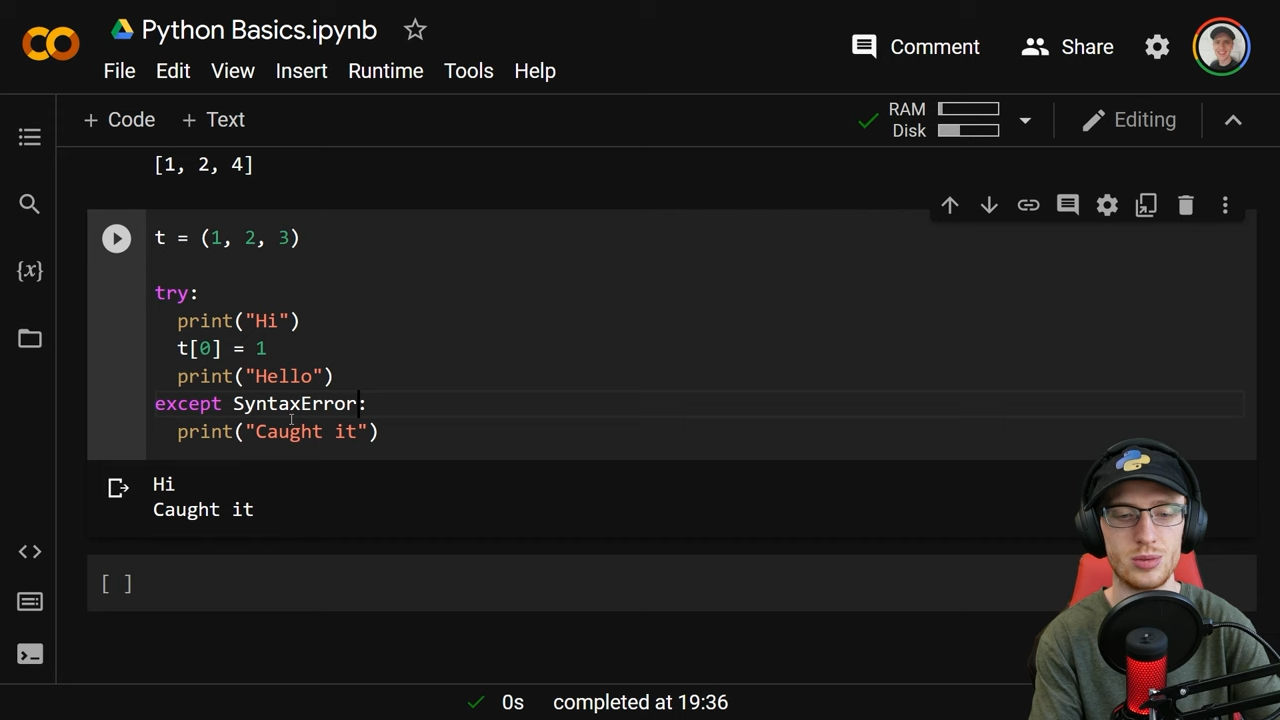 Python Basics.ipynb
Comment
Share
File Edit View Insert Runtime Tools Help
+ Code + Text
RAM
Disk
Editing
[1, 2, 4]
{x}
t = (1, 2, 3)
try:
print("Hi")
t[0] = 1
print("Hello")
except SyntaxError:
print("Caught it")
Hi
Caught it
[ ]
0s completed at 19:36